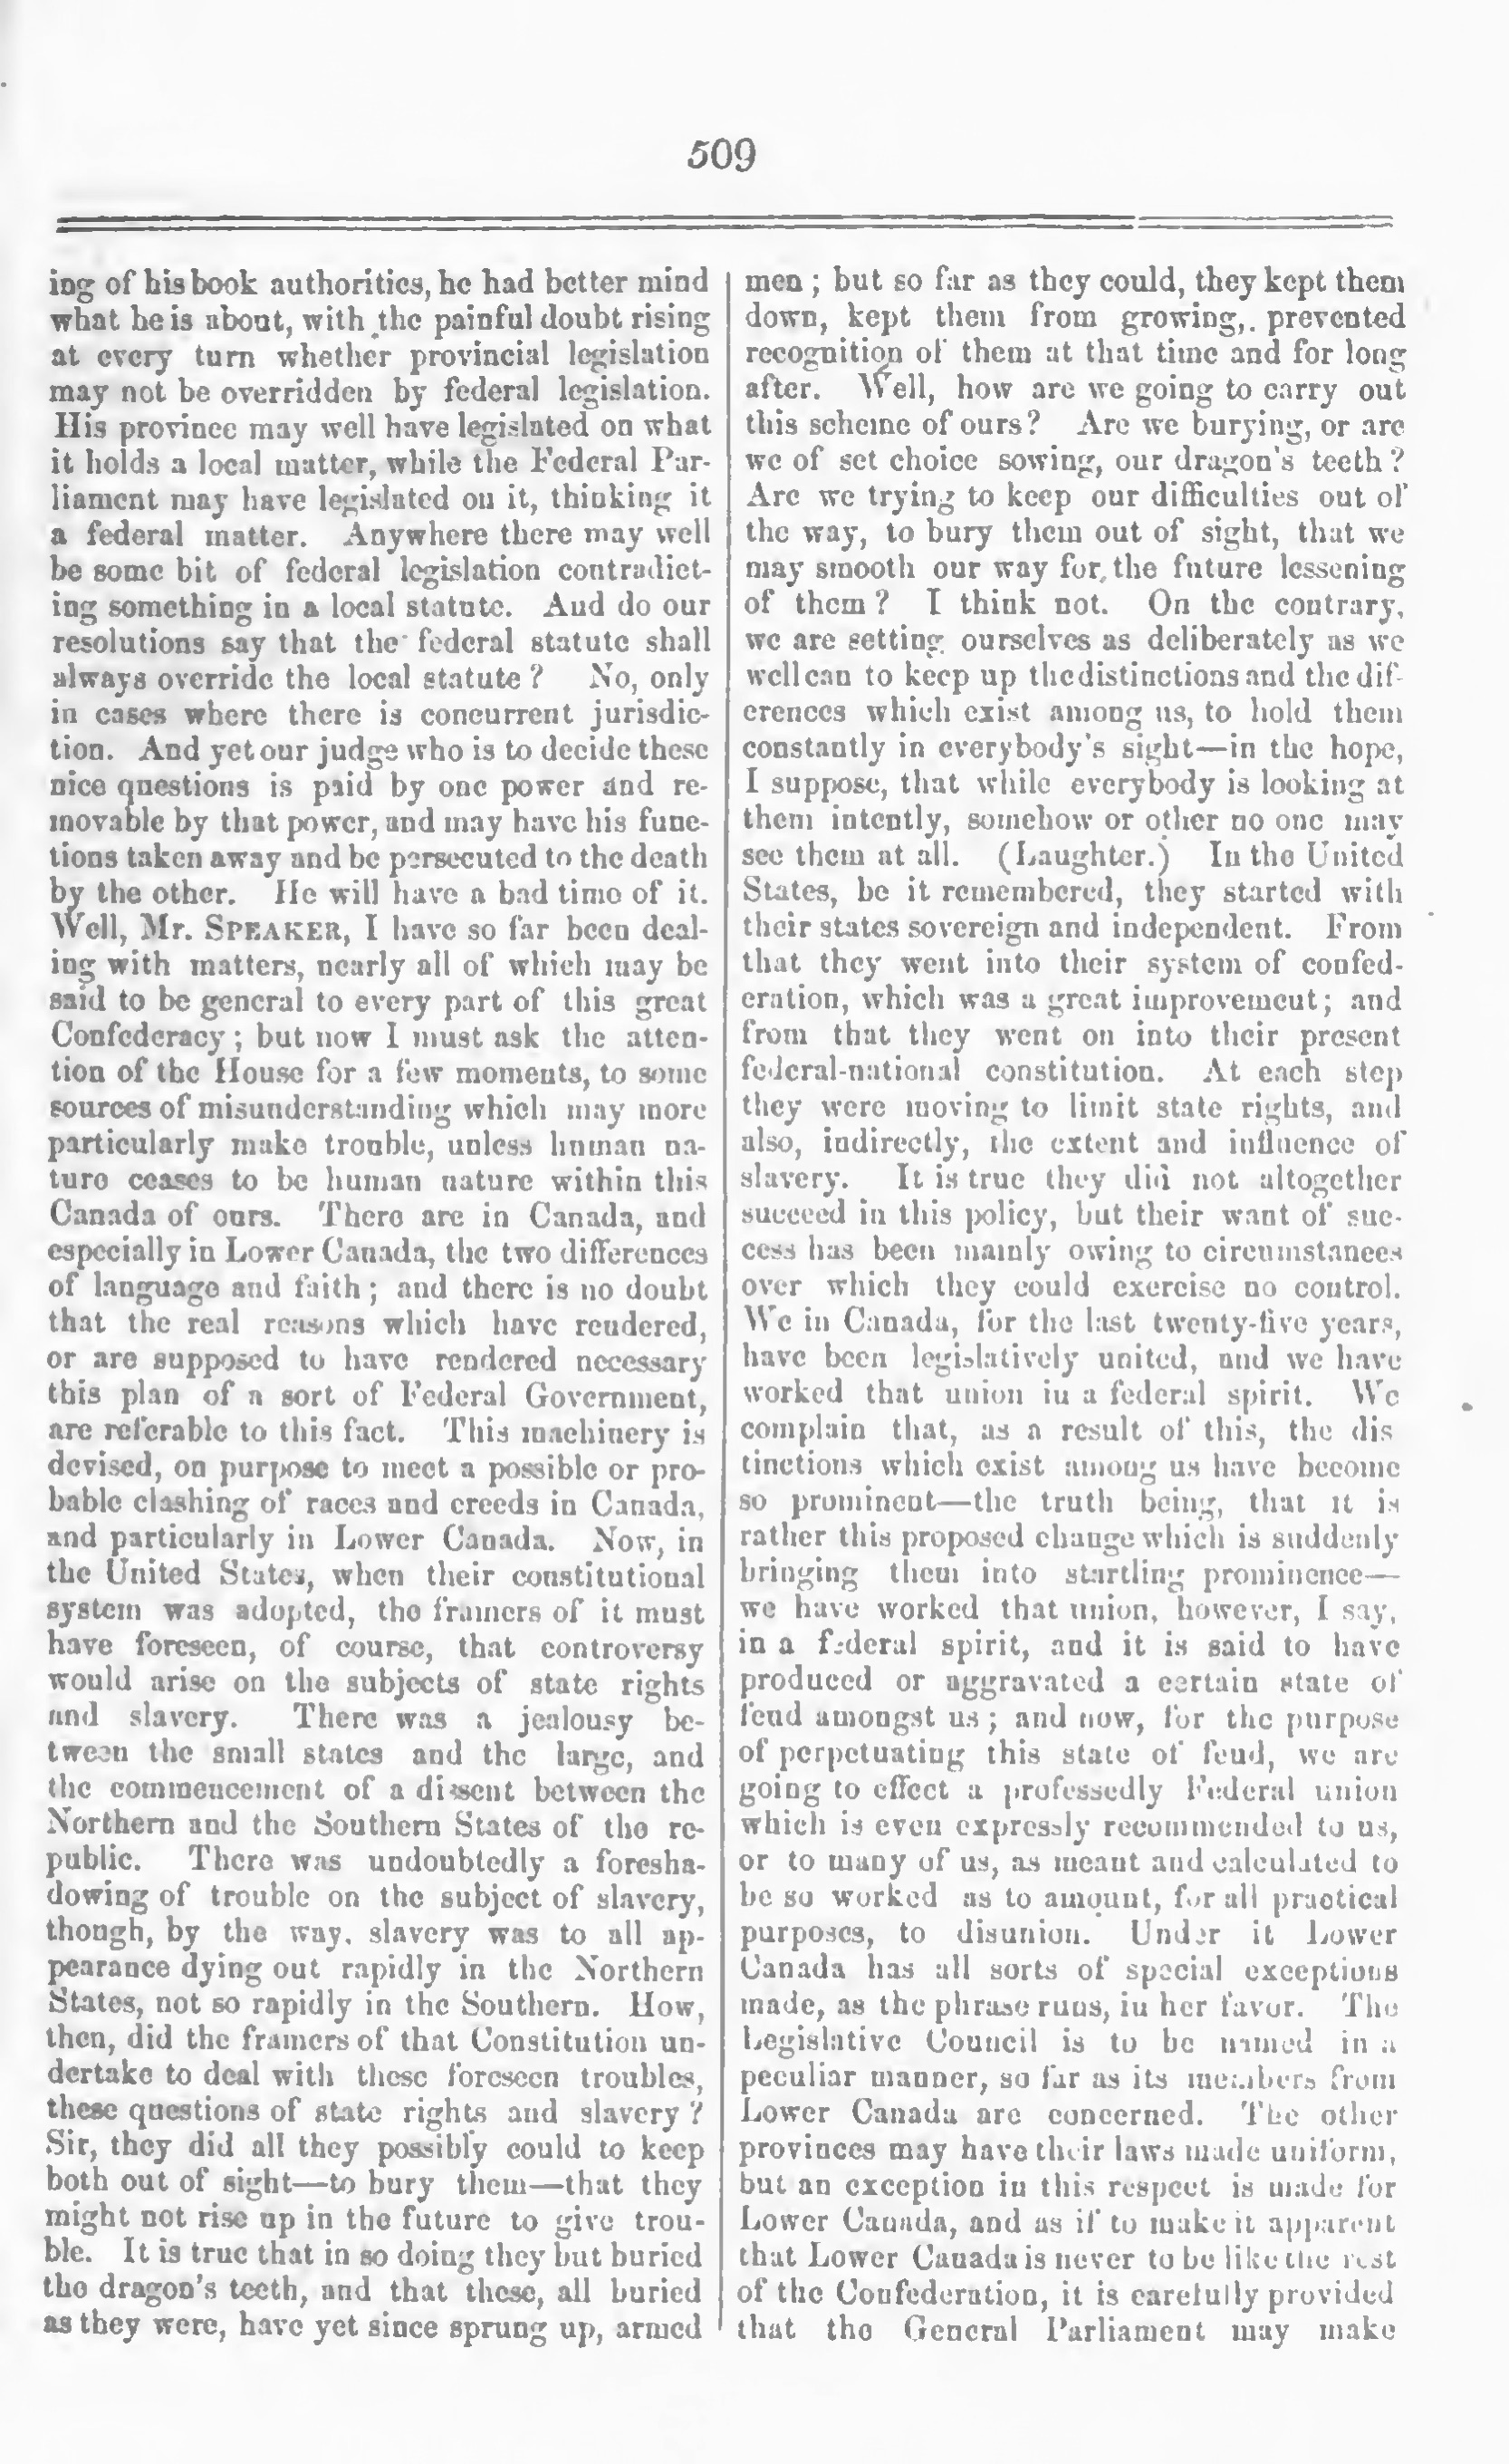 509
ing of his book authorities, he had better mind
what he is about, with the painful doubt rising
at every turn whether provincial legislation
may not be overridden by federal legislation.
His province may well have legislated on what
it holds a local matter, while the Federal Par-
liament may have legislated on it, thinking it
a federal matter. Anywhere there may well
be some bit of federal legislation contradict-
ing something in a local statute. And do our
resolutions say that the federal statute shall
always override the local statute? No, only
in cases where there is concurrent jurisdic-
tion. And yet our judge who is to decide these
nice questions is paid by one power and re-
movable by that power, and may have his func-
tions taken away and be persecuted to the death
by the other. He will have a bad time of it.
Well, Mr. SPEAKER, I have so far been deal-
ing with matters, nearly all of which may be
said to be general to every part of this great
Confederacy; but now I must ask the atten-
tion of the House for a few moments, to some
sources of misunderstanding which may more
particularly make trouble, unless human na-
ture ceases to be human nature within this
Canada of ours. There are in Canada, and
especially in Lower Canada, the two differences
of language and faith; and there is no doubt
that the real reasons which have rendered,
or are supposed to have rendered necessary
this plan of a sort of Federal Government,
are referable to this fact. This machinery is
devised, on purpose to meet a possible or pro-
bable clashing of races and creeds in Canada,
and particularly in Lower Canada. Now, in
the United States, when their constitutional
system was adopted, the framers of it must
have foreseen, of course, that controversy
would arise on the subjects of state rights
and slavery. There was a jealousy be-
tween the small states and the large, and
the commencement of a dissent between the
Northern and the Southern States of the re-
public. There was undoubtedly a foresha-
dowing of trouble on the subject of slavery,
though, by the way, slavery was to all ap-
pearance dying out rapidly in the Northern
States, not so rapidly in the Southern. How,
then, did the framers of that Constitution un-
dertake to deal with these foreseen troubles,
these questions of state rights and slavery?
Sir, they did all they possibly could to keep
both out of sight—to bury them—that they
might not rise up in the future to give trou-
ble. It is true that in so doing they but buried
the dragon's teeth, and that these, all buried
as they were, have yet since sprung up, armed
men; but so far as they could, they kept them
down, kept them from growing, prevented
recognition of them at that time and for long
after. Well, how are we going to carry out
this scheme of ours? Are we burying, or are
we of set choice sowing, our dragon's teeth?
Are we trying to keep our difficulties out of
the way, to bury them out of sight, that we
may smooth our way for the future lessening
of them? I think not. On the contrary,
we are setting ourselves as deliberately as we
well can to keep up the distinctions and the dif-
erences which exist among us, to hold them
constantly in everybody's sight—in the hope,
I suppose, that while everybody is looking at
them intently, somehow or other no one may
see them at all. (Laughter.) In the United
States, be it remembered, they started with
their states sovereign and independent. From
that they went into their system of confed-
eration, which was a great improvement; and
from that they went on into their present
federal-national constitution. At each step
they were moving to limit state rights, and
also, indirectly, the extent and influence of
slavery. It is true they did not altogether
succeed in this policy, but their want of suc-
cess has been mainly owing to circumstances
over which they could exercise no control.
We in Canada, for the last twenty-five years,
have been legislatively united, and we have
worked that union in a federal spirit. We
complain that, as a result of this, the dis
tinctions which exist among us have become
so prominent—the truth being, that it is
rather this proposed change which is suddenly
bringing them into startling prominence—
we have worked that union, however, I say,
in a federal spirit, and it is said to have
produced or aggravated a certain state of
feud amongst us; and now, for the purpose
of perpetuating this state of feud, we are
going to effect a professedly Federal union
which is even expressly recommended to us,
or to many of us, as meant and calculated to
be so worked as to amount, for all practical
purposes, to disunion. Under it Lower
Canada has all sorts of special exceptions
made, as the phrase runs, in her favor. The
Legislative Council is to be named in a
peculiar manner, so far as its members from
Lower Canada are concerned. The other
provinces may have their laws made uniform,
but an exception in this respect is made for
Lower Canada, and as if to make it apparent
that Lower Canada is never to be like the rest
of the Confederation, it is carefully provided
that the General Parliament may make